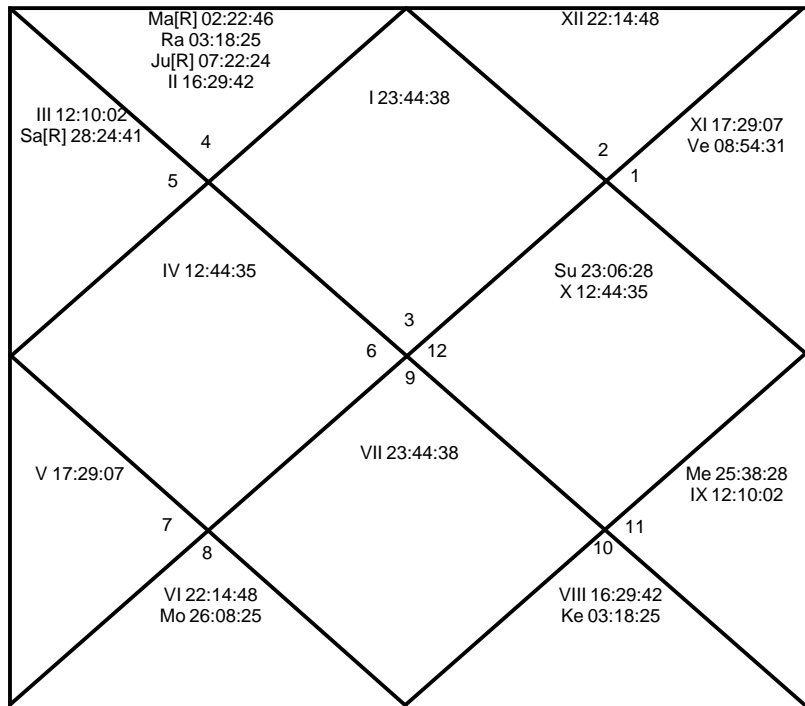 Ma[R] 02:22:46
Ra 03:18:25
Ju[R] 07:22:24
II 16:29:42
XII 22:14:48
I 23:44:38
III 12:10:02
Sa[R] 28:24:41
XI 17:29:07
Ve 08:54:31
4
2
5
1
IV 12:44:35
Su 23:06:28
X 12:44:35
3
6
12
9
VII 23:44:38
V 17:29:07
Me 25:38:28
IX 12:10:02
7
11
8
10
VI 22:14:48
Mo 26:08:25
VIII 16:29:42
Ke 03:18:25